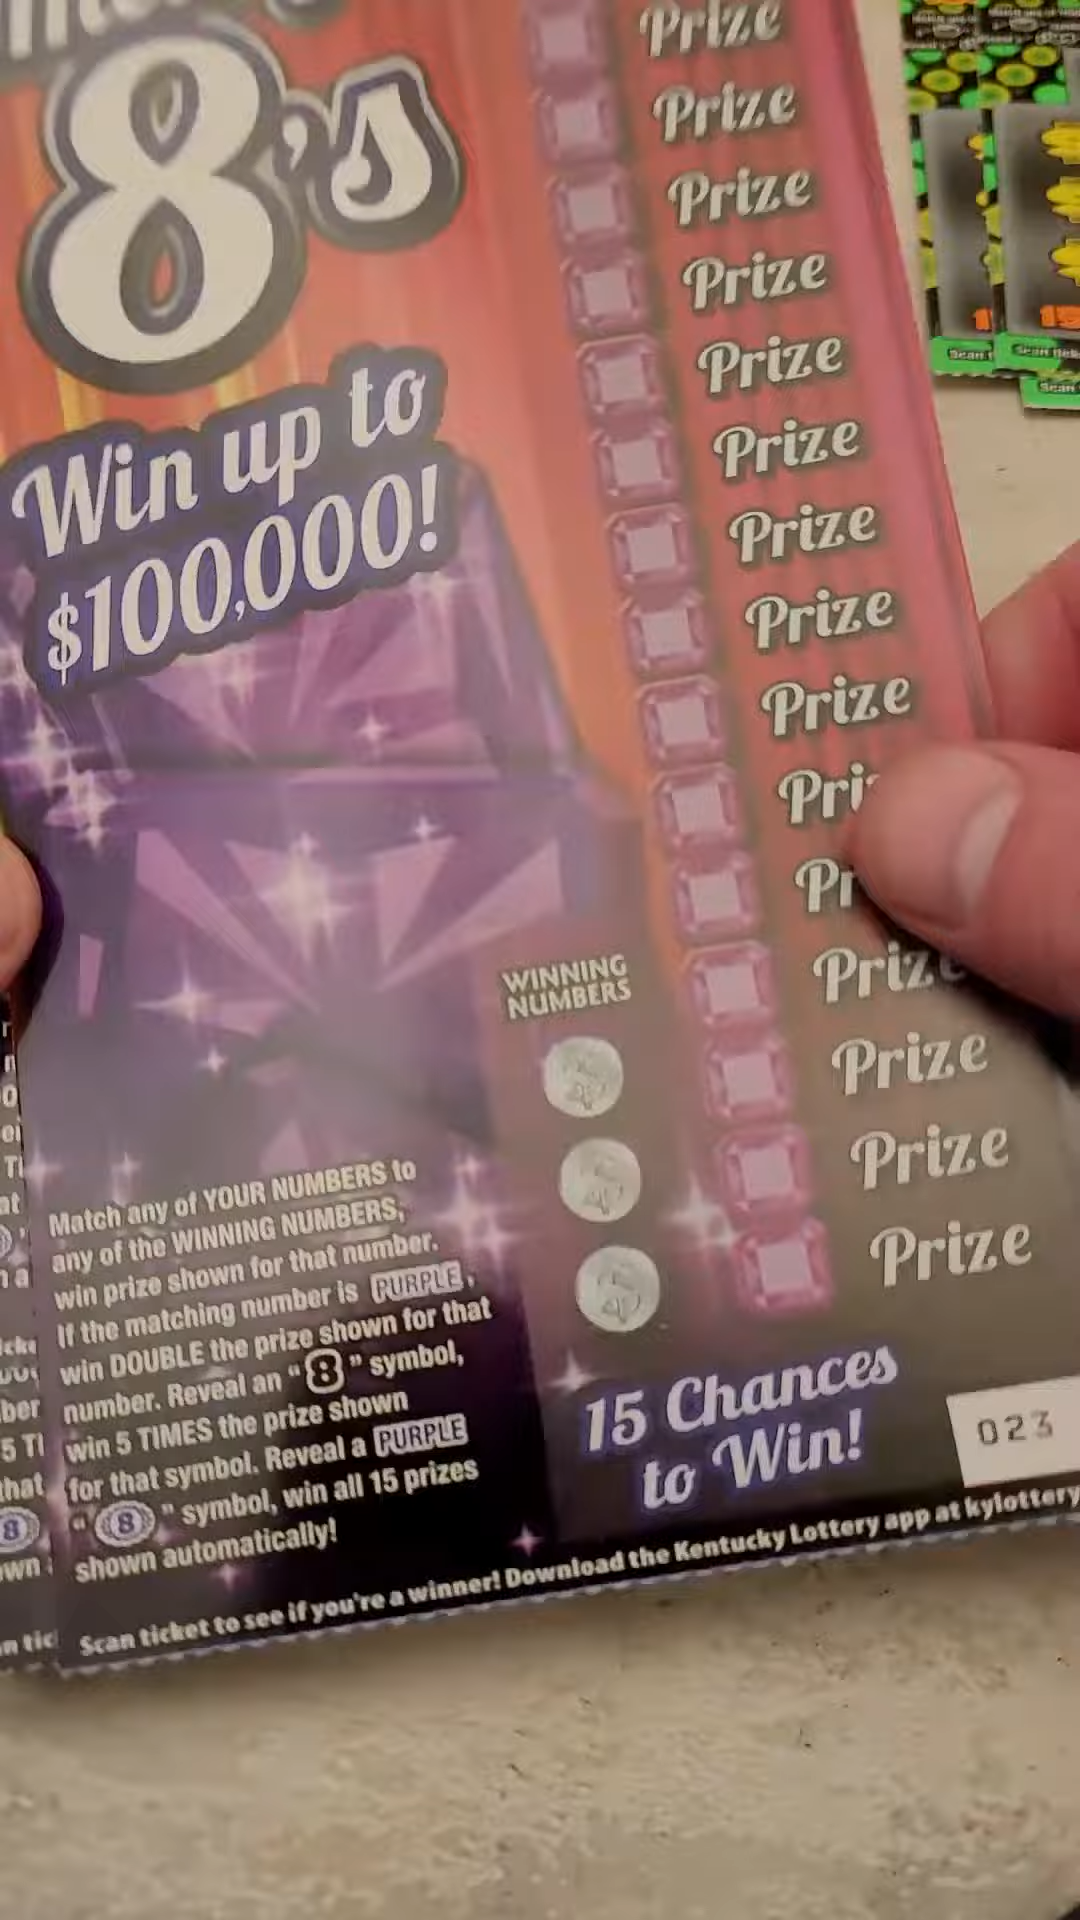 8's
Win up to
$100,000!
Prize
Prize
Prize
Prize
Prize
Prize
Prize
Prize
Prize
Pri
Pr
Prize
Prize
Prize
Prize
WINNING
NUMBERS
Match any of YOUR NUMBERS to
any of the WINNING NUMBERS,
win prize shown for that number.
If the matching number is PURPLE,
win DOUBLE the prize shown for that
number. Reveal an "8" symbol,
win 5 TIMES the prize shown
for that symbol. Reveal a PURPLE
"8" symbol, win all 15 prizes
shown automatically!
15 Chances
to Win!
023
Scan ticket to see if you're a winner! Download the Kentucky Lottery app at kylottery